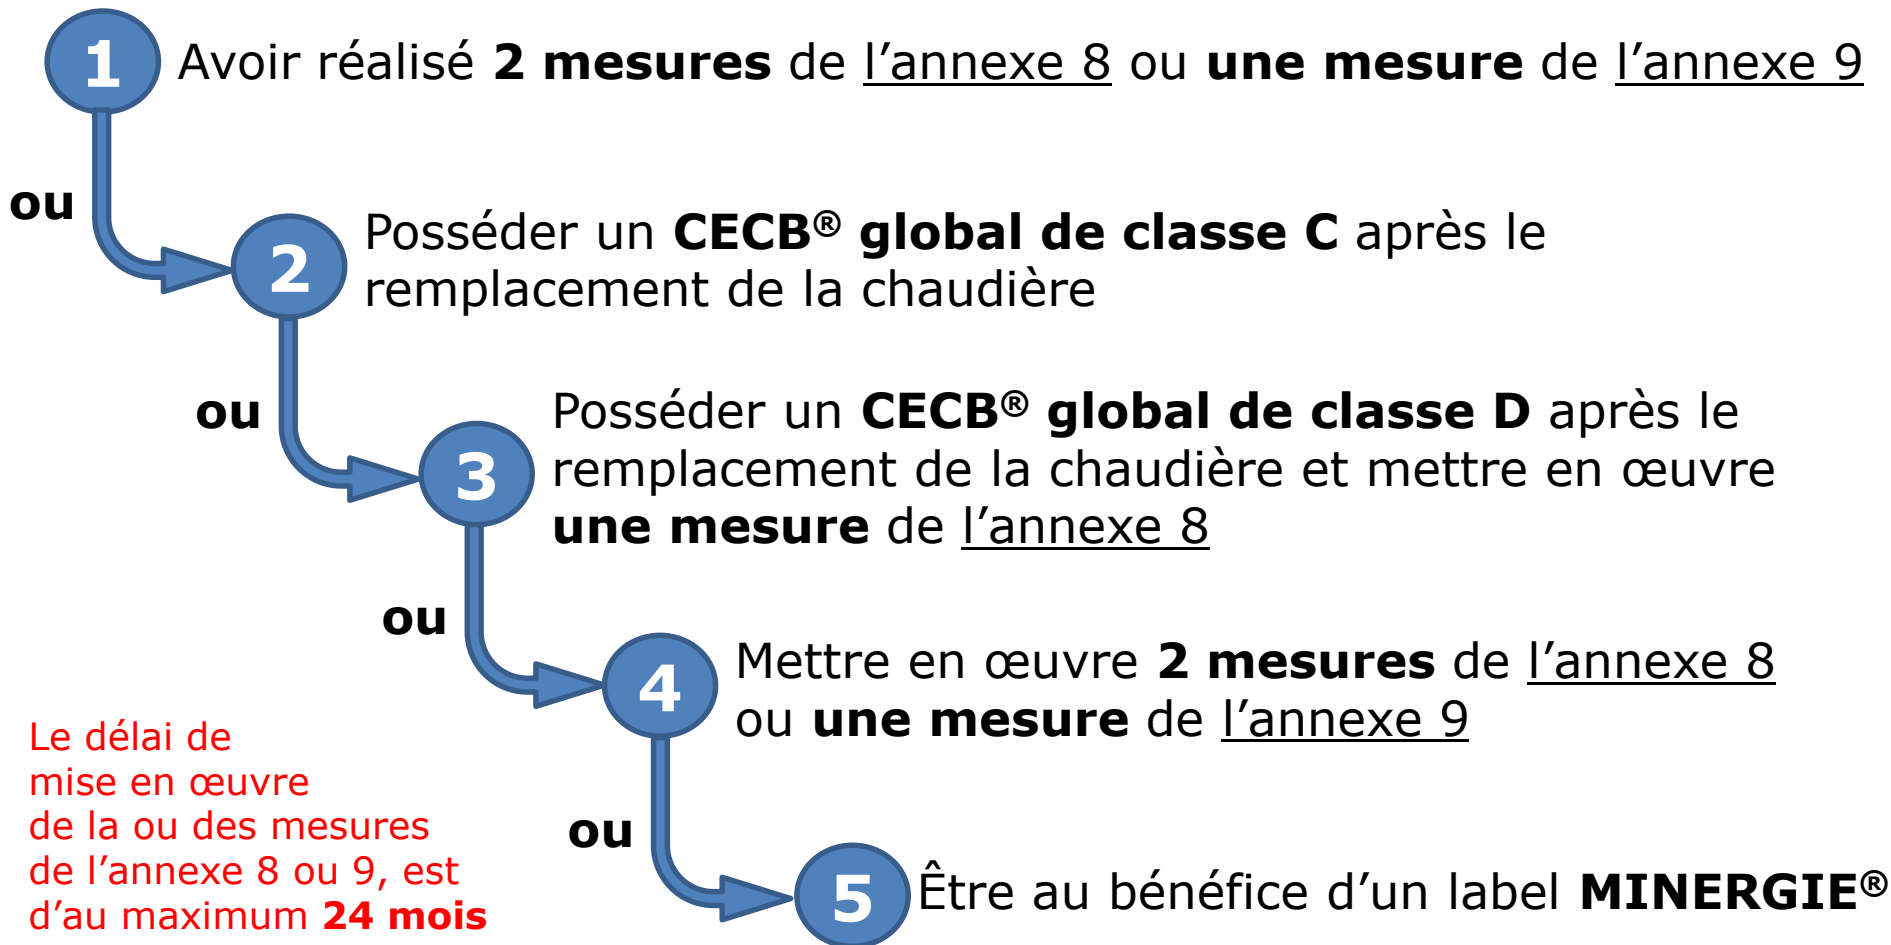 1
Avoir réalisé 2 mesures de l’annexe 8 ou une mesure de l’annexe 9
ou
2
Posséder un CECB® global de classe C après le
remplacement de la chaudière
ou
3
Posséder un CECB® global de classe D après le
remplacement de la chaudière et mettre en œuvre
une mesure de l’annexe 8
ou
4
Mettre en œuvre 2 mesures de l’annexe 8
ou une mesure de l’annexe 9
ou
5
Être au bénéfice d’un label MINERGIE®
Le délai de
mise en œuvre
de la ou des mesures
de l’annexe 8 ou 9, est
d’au maximum 24 mois